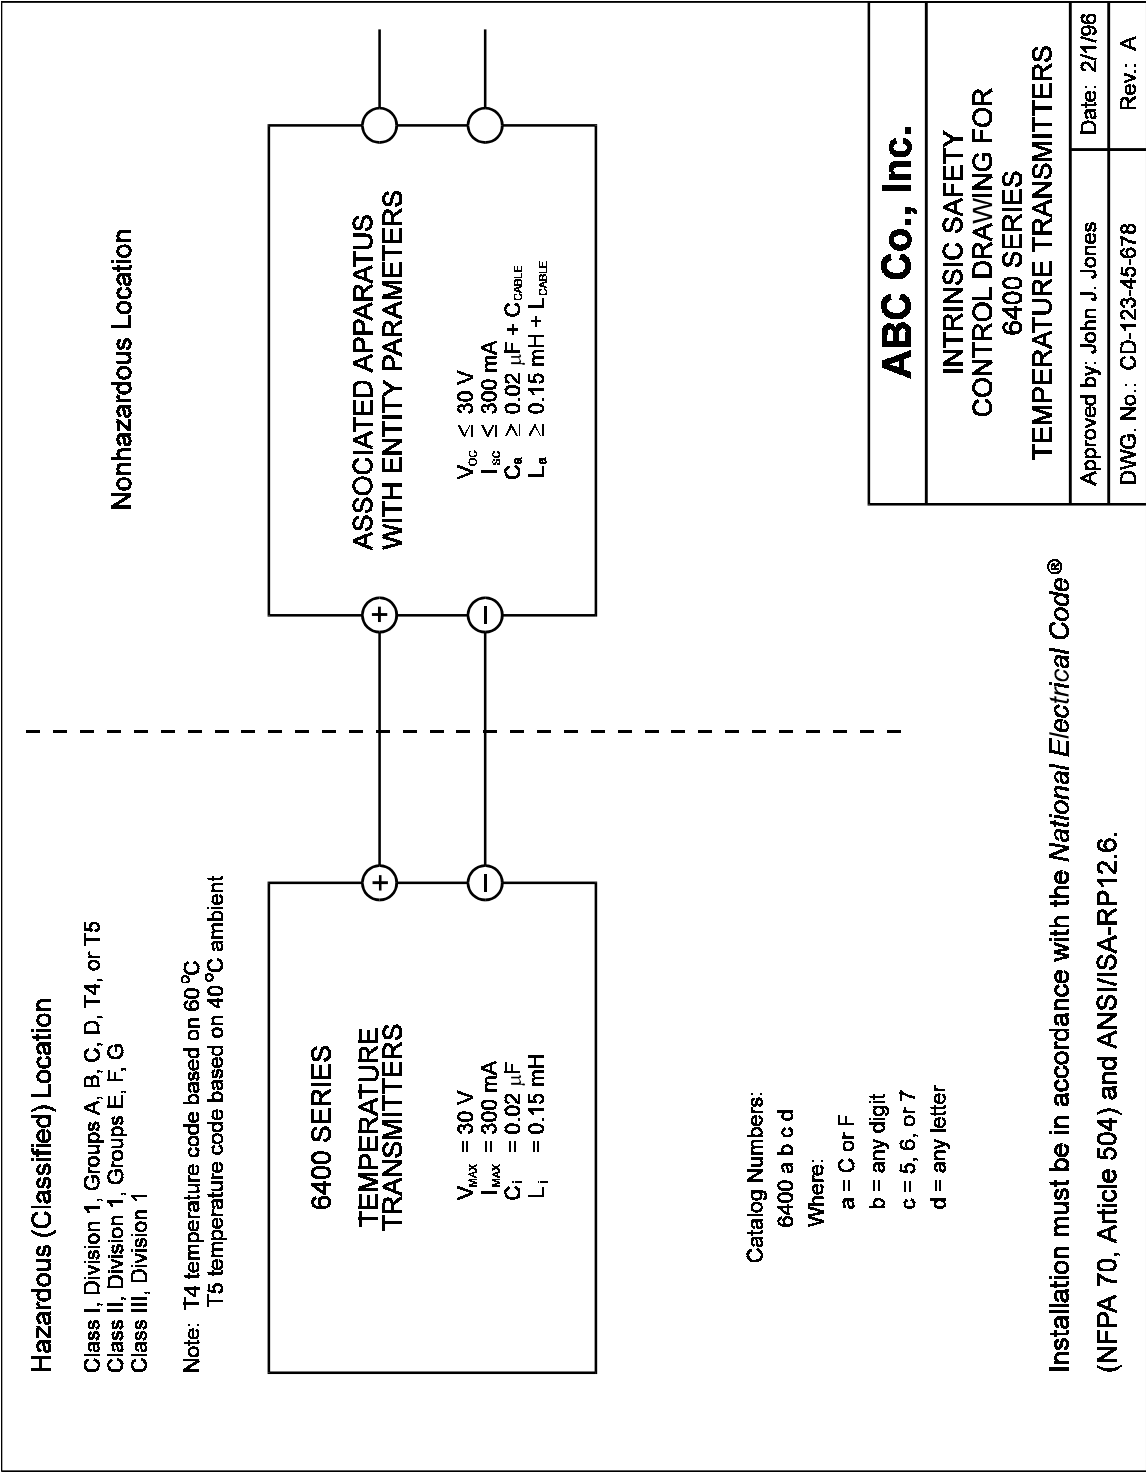 Hazardous (Classified) Location
Class I, Division 1, Groups A, B, C, D, T4, or T5
Class II, Division 1, Groups E, F, G
Class III, Division 1
Note: T4 temperature code based on 60°C
T5 temperature code based on 40°C ambient
Nonhazardous Location
6400 SERIES
TEMPERATURE
TRANSMITTERS
VMAX = 30 V
IMAX = 300 mA
Ci = 0.02 µF
Li = 0.15 mH
+
−
+
−
ASSOCIATED APPARATUS
WITH ENTITY PARAMETERS
VOC ≤ 30 V
ISC ≤ 300 mA
Ca ≥ 0.02 µF + CCABLE
La ≥ 0.15 mH + LCABLE
Catalog Numbers:
6400 a b c d
Where:
a = C or F
b = any digit
c = 5, 6, or 7
d = any letter
Installation must be in accordance with the National Electrical Code®
(NFPA 70, Article 504) and ANSI/ISA-RP12.6.
ABC Co., Inc.
INTRINSIC SAFETY
CONTROL DRAWING FOR
6400 SERIES
TEMPERATURE TRANSMITTERS
Approved by: John J. Jones
Date: 2/1/96
DWG. No.: CD-123-45-678
Rev.: A